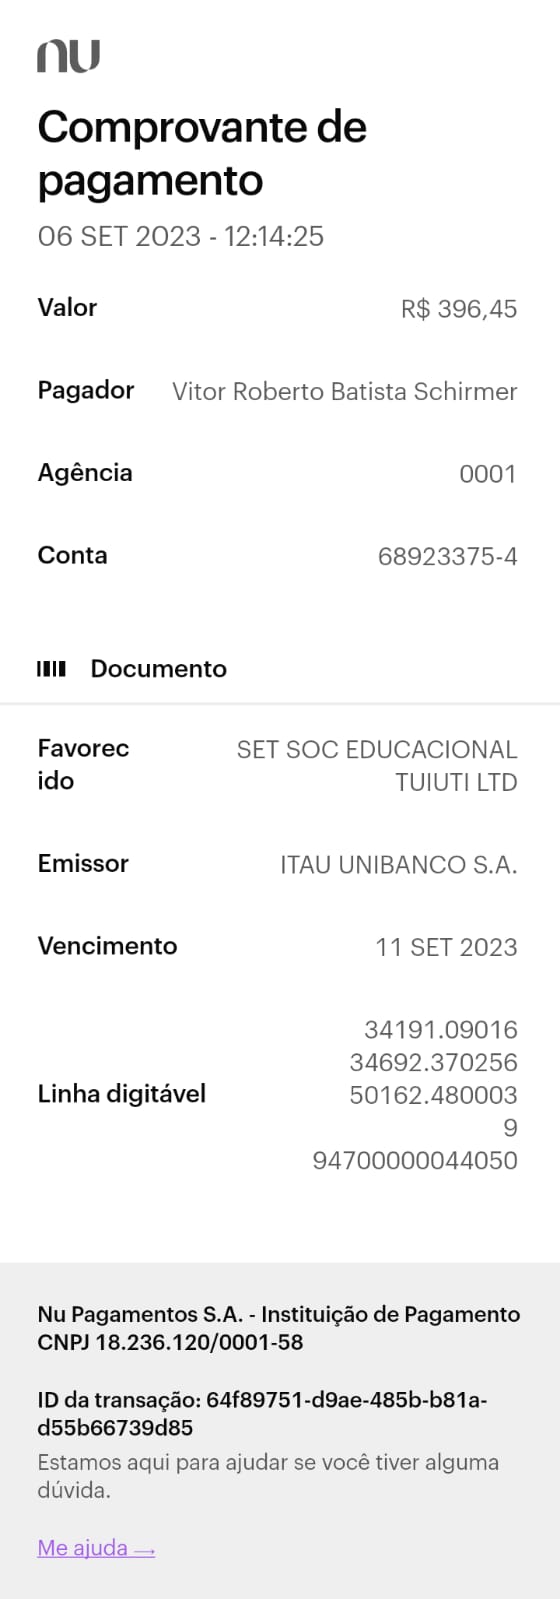 nu
Comprovante de
pagamento
06 SET 2023 - 12:14:25
Valor R$ 396,45
Pagador Vitor Roberto Batista Schirmer
Agência 0001
Conta 68923375-4
Documento
Favorec SET SOC EDUCACIONAL
ido TUIUTI LTD
Emissor ITAU UNIBANCO S.A.
Vencimento 11 SET 2023
34191.09016
34692.370256
Linha digitável 50162.480003
9
94700000044050
Nu Pagamentos S.A. - Instituição de Pagamento
CNPJ 18.236.120/0001-58
ID da transação: 64f89751-d9ae-485b-b81a-
d55b66739d85
Estamos aqui para ajudar se você tiver alguma
dúvida.
Me ajuda →